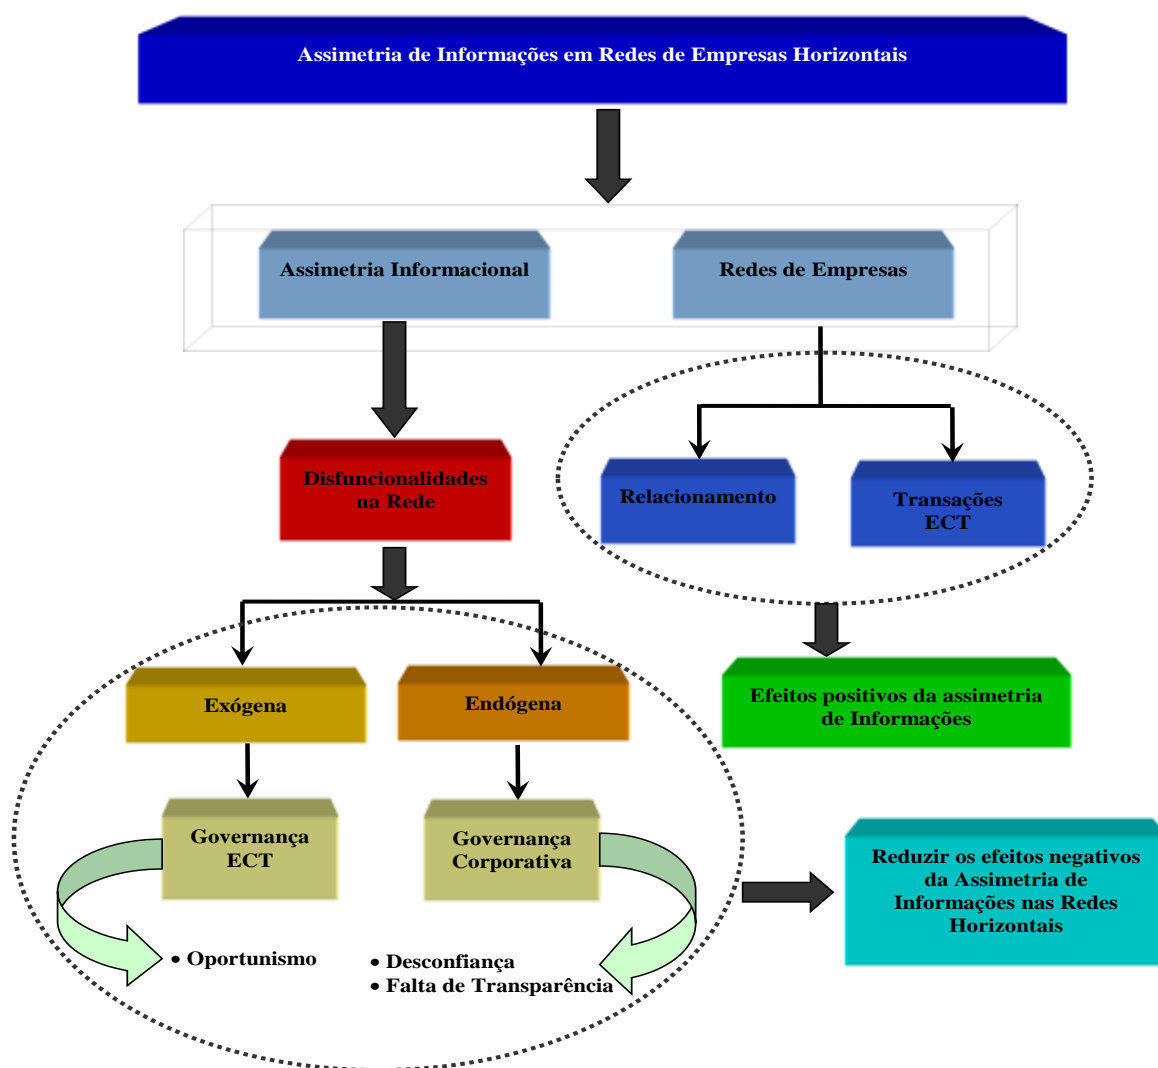 Assimetria de Informações em Redes de Empresas Horizontais
Assimetria Informacional
Redes de Empresas
Disfuncionalidades
na Rede
Relacionamento
Transações
ECT
Exógena
Endógena
Efeitos positivos da assimetria
de Informações
Governança
ECT
Governança
Corporativa
Reduzir os efeitos negativos
da Assimetria de
Informações nas Redes
Horizontais
• Oportunismo
• Desconfiança
• Falta de Transparência